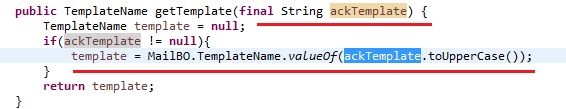 public TemplateName getTemplate(final String ackTemplate) {
TemplateName template = null;
if(ackTemplate != null){
template = MailBO.TemplateName.valueOf(ackTemplate.toUpperCase());
}
return template;
}